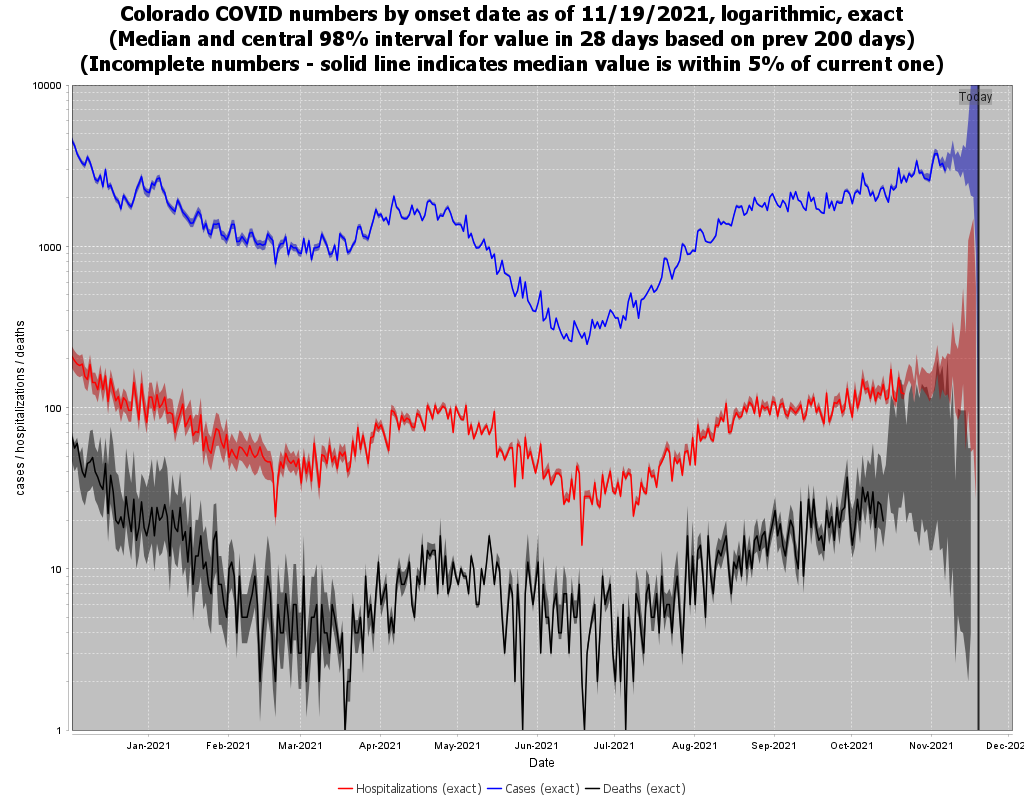 Colorado COVID numbers by onset date as of 11/19/2021, logarithmic, exact
(Median and central 98% interval for value in 28 days based on prev 200 days)
(Incomplete numbers - solid line indicates median value is within 5% of current one)
10000
Today
1000
100
10
1
cases / hospitalizations / deaths
Jan-2021 Feb-2021 Mar-2021 Apr-2021 May-2021 Jun-2021 Jul-2021 Aug-2021 Sep-2021 Oct-2021 Nov-2021 Dec-202
Date
Hospitalizations (exact) Cases (exact) Deaths (exact)